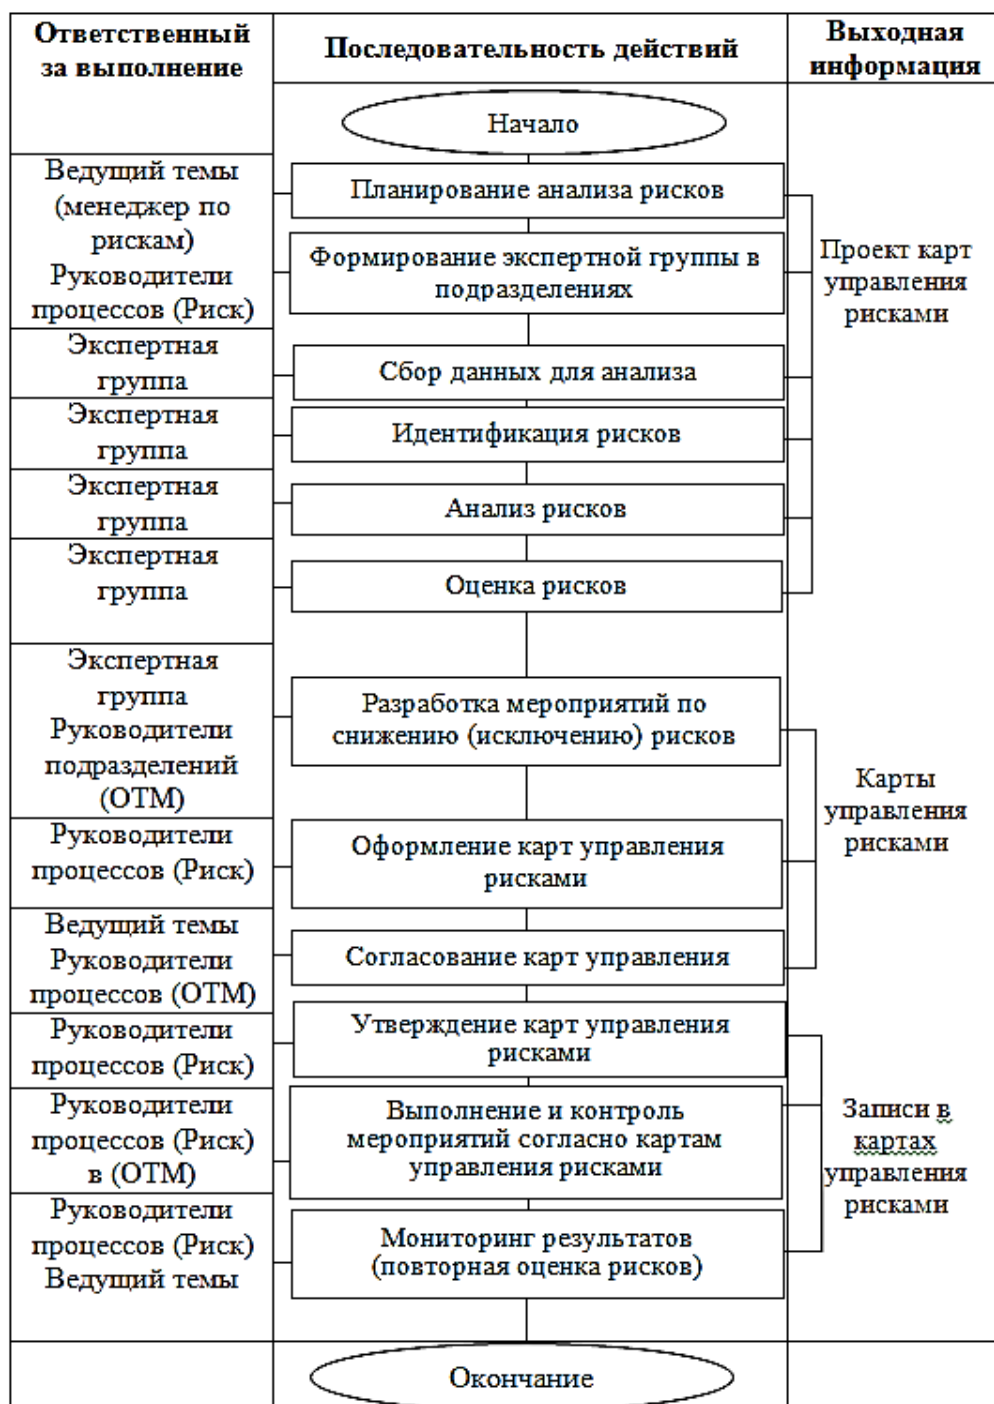 Ответственный
за выполнение
Последовательность действий
Выходная
информация
Начало
Ведущий темы
(менеджер по
рискам)
Руководители
процессов (Риск)
Планирование анализа рисков
Формирование экспертной группы в
подразделениях
Проект карт
управления
рисками
Экспертная
группа
Сбор данных для анализа
Экспертная
группа
Идентификация рисков
Экспертная
группа
Анализ рисков
Экспертная
группа
Оценка рисков
Экспертная
группа
Руководители
подразделений
(ОТМ)
Разработка мероприятий по
снижению (исключению) рисков
Карты
управления
рисками
Руководители
процессов (Риск)
Оформление карт управления
рисками
Ведущий темы
Руководители
процессов (ОТМ)
Согласование карт управления
Руководители
процессов (Риск)
Утверждение карт управления
рисками
Руководители
процессов (Риск)
в (ОТМ)
Выполнение и контроль
мероприятий согласно картам
управления рисками
Записи в
картах
управления
рисками
Руководители
процессов (Риск)
Ведущий темы
Мониторинг результатов
(повторная оценка рисков)
Окончание